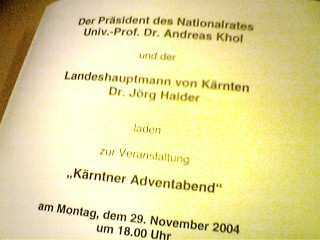 Der Präsident des Nationalrates
Univ.-Prof. Dr. Andreas Khol
und der
Landeshauptmann von Kärnten
Dr. Jörg Haider
laden
zur Veranstaltung
„Kärntner Adventabend“
am Montag, dem 29. November 2004
um 18.00 Uhr